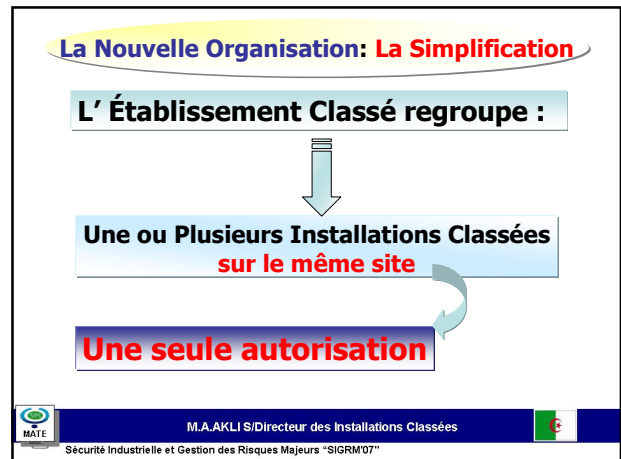 La Nouvelle Organisation: La Simplification
L’ Établissement Classé regroupe :
Une ou Plusieurs Installations Classées
sur le même site
Une seule autorisation
MATE
M.A.AKLI S/Directeur des Installations Classées
Sécurité Industrielle et Gestion des Risques Majeurs “SIGRM'07”